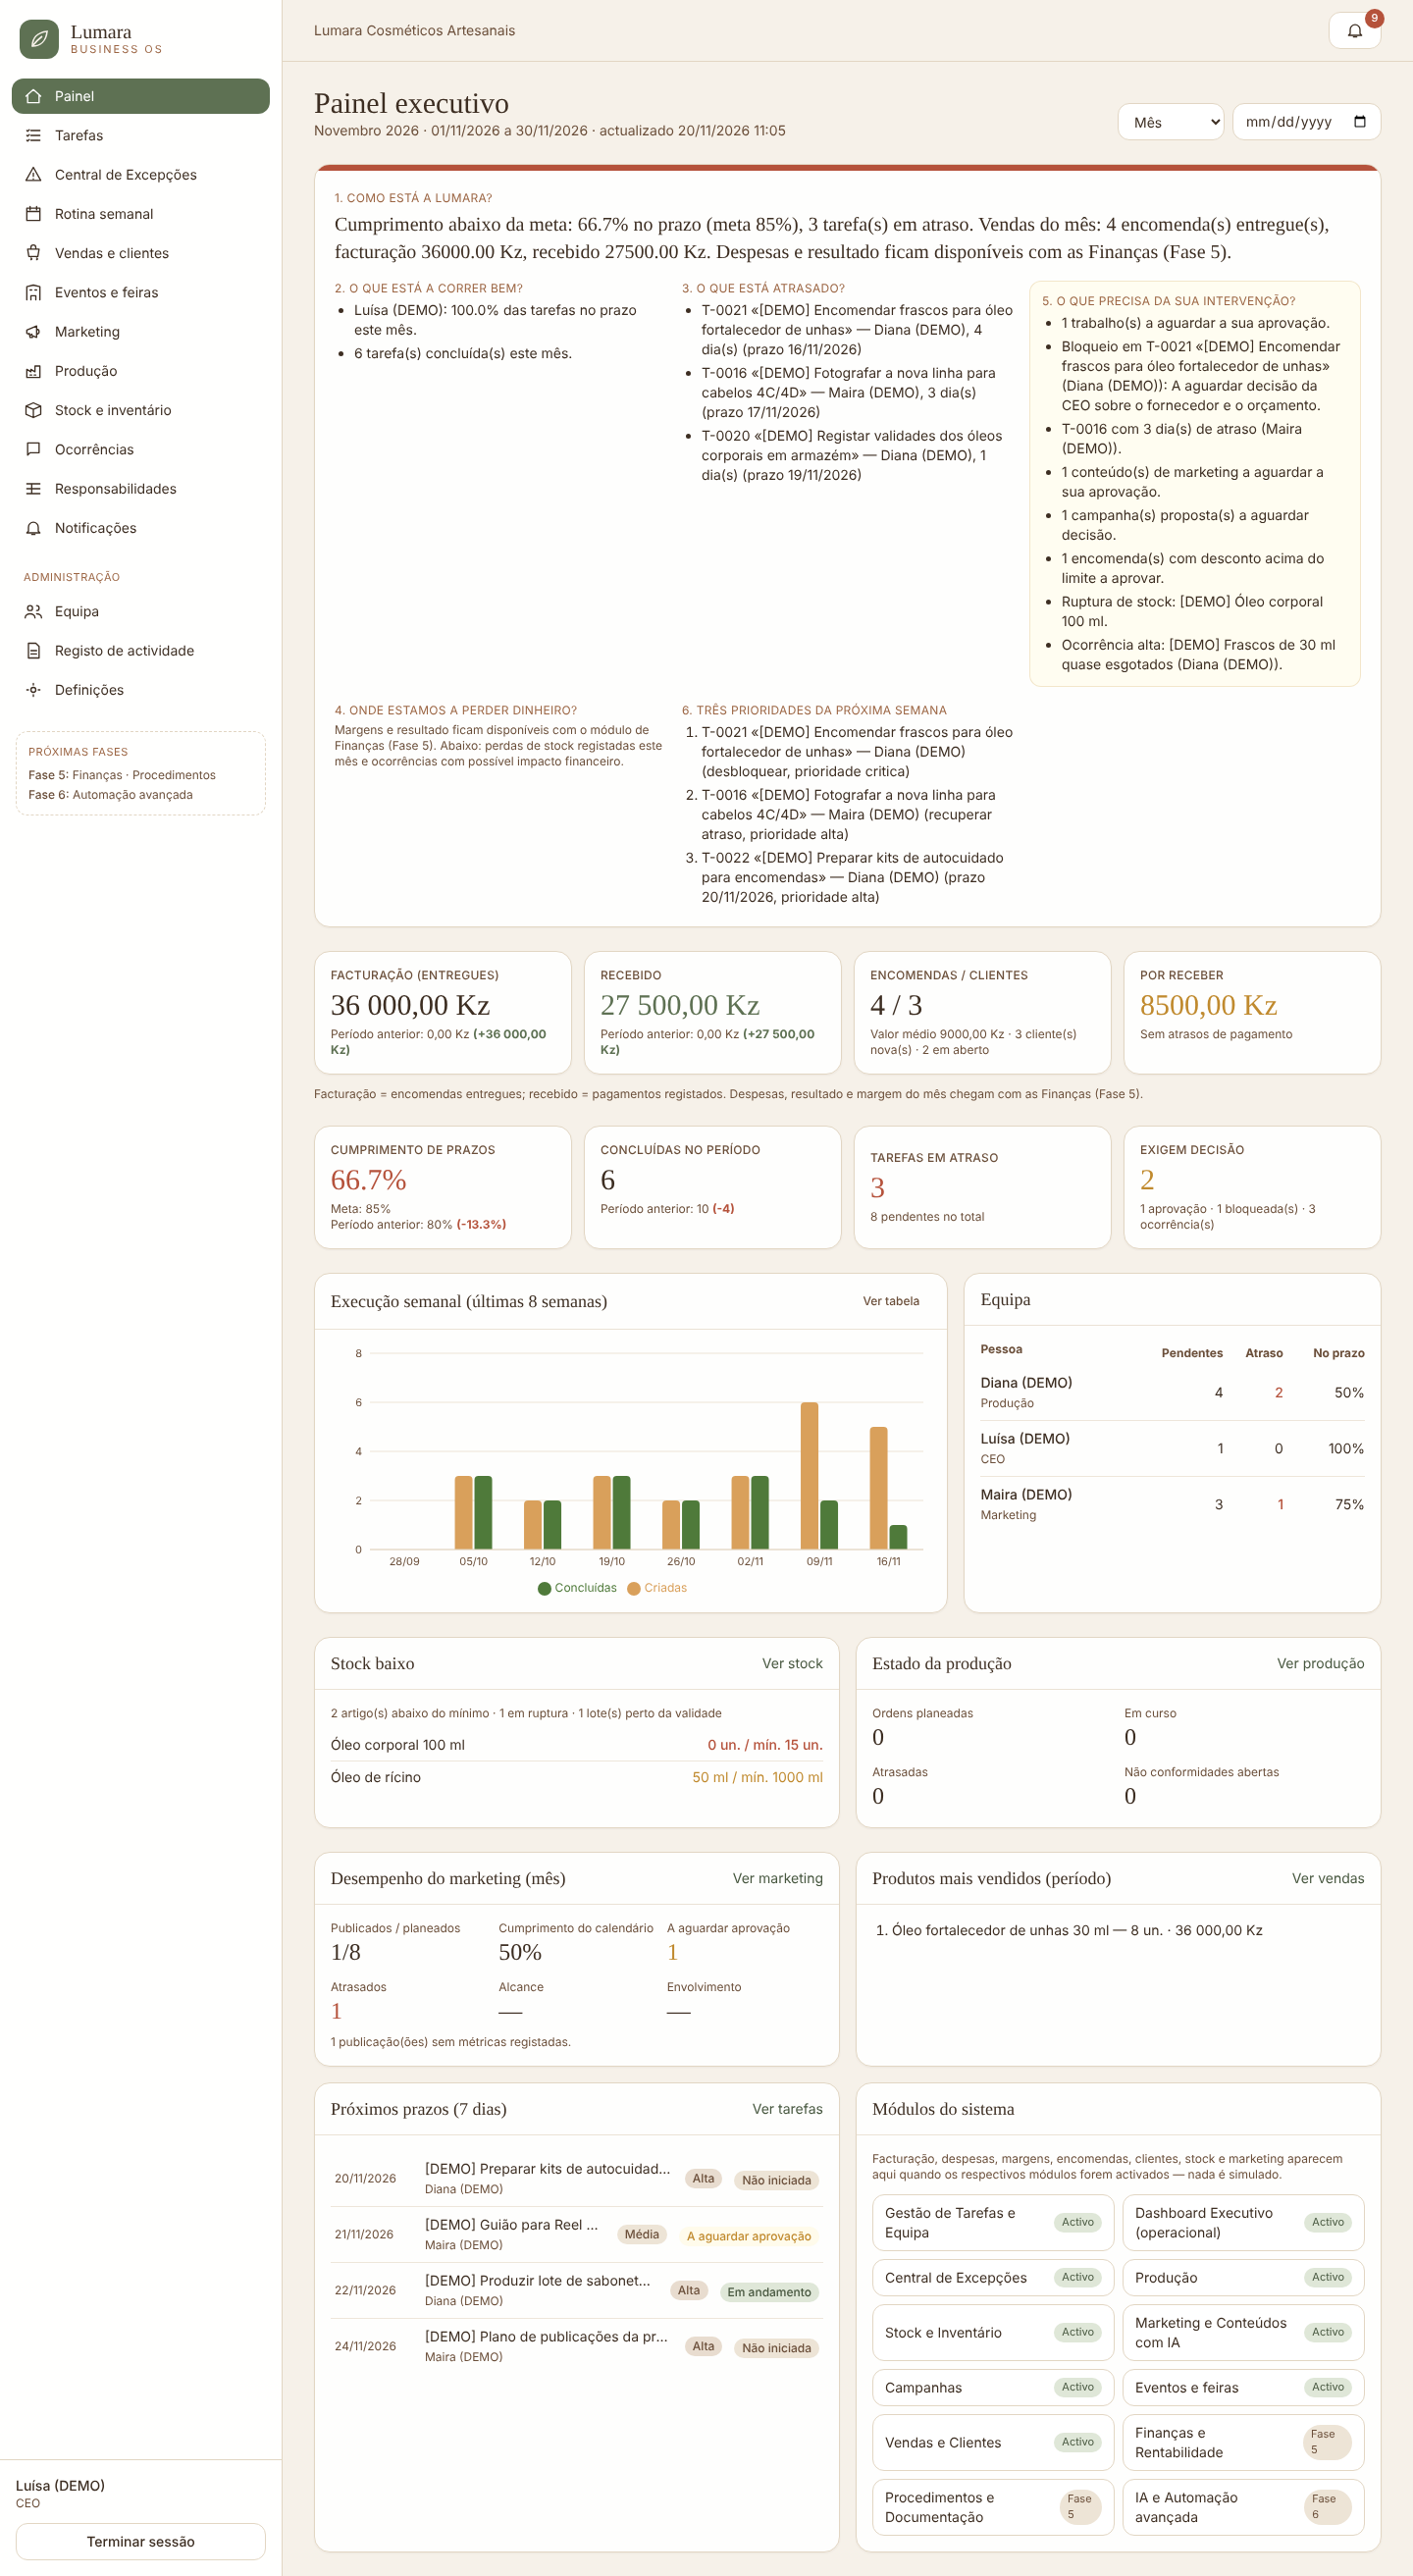 Lumara
BUSINESS OS
Painel
Tarefas
Central de Excepções
Rotina semanal
Vendas e clientes
Eventos e feiras
Marketing
Produção
Stock e inventário
Ocorrências
Responsabilidades
Notificações
ADMINISTRAÇÃO
Equipa
Registo de actividade
Definições
PRÓXIMAS FASES
Fase 5: Finanças · Procedimentos
Fase 6: Automação avançada
Luísa (DEMO)
CEO
Terminar sessão
Lumara Cosméticos Artesanais
9
Painel executivo
Novembro 2026 · 01/11/2026 a 30/11/2026 · actualizado 20/11/2026 11:05
Mês
mm/dd/yyyy
1. COMO ESTÁ A LUMARA?
Cumprimento abaixo da meta: 66.7% no prazo (meta 85%), 3 tarefa(s) em atraso. Vendas do mês: 4 encomenda(s) entregue(s),
facturação 36000.00 Kz, recebido 27500.00 Kz. Despesas e resultado ficam disponíveis com as Finanças (Fase 5).
2. O QUE ESTÁ A CORRER BEM?
Luísa (DEMO): 100.0% das tarefas no prazo
este mês.
6 tarefa(s) concluída(s) este mês.
3. O QUE ESTÁ ATRASADO?
T-0021 «[DEMO] Encomendar frascos para óleo
fortalecedor de unhas» — Diana (DEMO), 4
dia(s) (prazo 16/11/2026)
T-0016 «[DEMO] Fotografar a nova linha para
cabelos 4C/4D» — Maira (DEMO), 3 dia(s)
(prazo 17/11/2026)
T-0020 «[DEMO] Registar validades dos óleos
corporais em armazém» — Diana (DEMO), 1
dia(s) (prazo 19/11/2026)
5. O QUE PRECISA DA SUA INTERVENÇÃO?
1 trabalho(s) a aguardar a sua aprovação.
Bloqueio em T-0021 «[DEMO] Encomendar
frascos para óleo fortalecedor de unhas»
(Diana (DEMO)): A aguardar decisão da
CEO sobre o fornecedor e o orçamento.
T-0016 com 3 dia(s) de atraso (Maira
(DEMO)).
1 conteúdo(s) de marketing a aguardar a
sua aprovação.
1 campanha(s) proposta(s) a aguardar
decisão.
1 encomenda(s) com desconto acima do
limite a aprovar.
Ruptura de stock: [DEMO] Óleo corporal
100 ml.
Ocorrência alta: [DEMO] Frascos de 30 ml
quase esgotados (Diana (DEMO)).
4. ONDE ESTAMOS A PERDER DINHEIRO?
Margens e resultado ficam disponíveis com o módulo de
Finanças (Fase 5). Abaixo: perdas de stock registadas este
mês e ocorrências com possível impacto financeiro.
6. TRÊS PRIORIDADES DA PRÓXIMA SEMANA
1. T-0021 «[DEMO] Encomendar frascos para óleo
fortalecedor de unhas» — Diana (DEMO)
(desbloquear, prioridade critica)
2. T-0016 «[DEMO] Fotografar a nova linha para
cabelos 4C/4D» — Maira (DEMO) (recuperar
atraso, prioridade alta)
3. T-0022 «[DEMO] Preparar kits de autocuidado
para encomendas» — Diana (DEMO) (prazo
20/11/2026, prioridade alta)
FACTURAÇÃO (ENTREGUES)
36 000,00 Kz
Período anterior: 0,00 Kz (+36 000,00
Kz)
RECEBIDO
27 500,00 Kz
Período anterior: 0,00 Kz (+27 500,00
Kz)
ENCOMENDAS / CLIENTES
4 / 3
Valor médio 9000,00 Kz · 3 cliente(s)
nova(s) · 2 em aberto
POR RECEBER
8500,00 Kz
Sem atrasos de pagamento
Facturação = encomendas entregues; recebido = pagamentos registados. Despesas, resultado e margem do mês chegam com as Finanças (Fase 5).
CUMPRIMENTO DE PRAZOS
66.7%
Meta: 85%
Período anterior: 80% (-13.3%)
CONCLUÍDAS NO PERÍODO
6
Período anterior: 10 (-4)
TAREFAS EM ATRASO
3
8 pendentes no total
EXIGEM DECISÃO
2
1 aprovação · 1 bloqueada(s) · 3
ocorrência(s)
Execução semanal (últimas 8 semanas)
Ver tabela
8
6
4
2
0
28/09 05/10 12/10 19/10 26/10 02/11 09/11 16/11
Concluídas Criadas
Equipa
Pessoa Pendentes Atraso No prazo
Diana (DEMO) 4 2 50%
Produção
Luísa (DEMO) 1 0 100%
CEO
Maira (DEMO) 3 1 75%
Marketing
Stock baixo
Ver stock
2 artigo(s) abaixo do mínimo · 1 em ruptura · 1 lote(s) perto da validade
Óleo corporal 100 ml 0 un. / mín. 15 un.
Óleo de rícino 50 ml / mín. 1000 ml
Estado da produção
Ver produção
Ordens planeadas Em curso
0 0
Atrasadas Não conformidades abertas
0 0
Desempenho do marketing (mês)
Ver marketing
Publicados / planeados Cumprimento do calendário A aguardar aprovação
1/8 50% 1
Atrasados Alcance Envolvimento
1 — —
1 publicação(ões) sem métricas registadas.
Produtos mais vendidos (período)
Ver vendas
1. Óleo fortalecedor de unhas 30 ml — 8 un. · 36 000,00 Kz
Próximos prazos (7 dias)
Ver tarefas
20/11/2026 [DEMO] Preparar kits de autocuidad... Alta Não iniciada
Diana (DEMO)
21/11/2026 [DEMO] Guião para Reel ... Média A aguardar aprovação
Maira (DEMO)
22/11/2026 [DEMO] Produzir lote de sabonet... Alta Em andamento
Diana (DEMO)
24/11/2026 [DEMO] Plano de publicações da pr... Alta Não iniciada
Maira (DEMO)
Módulos do sistema
Facturação, despesas, margens, encomendas, clientes, stock e marketing aparecem
aqui quando os respectivos módulos forem activados — nada é simulado.
Gestão de Tarefas e
Equipa
Activo
Dashboard Executivo
(operacional)
Activo
Central de Excepções Activo
Produção Activo
Stock e Inventário Activo
Marketing e Conteúdos
com IA
Activo
Campanhas Activo
Eventos e feiras Activo
Vendas e Clientes Activo
Finanças e
Rentabilidade
Fase
5
Procedimentos e
Documentação
Fase
5
IA e Automação
avançada
Fase
6